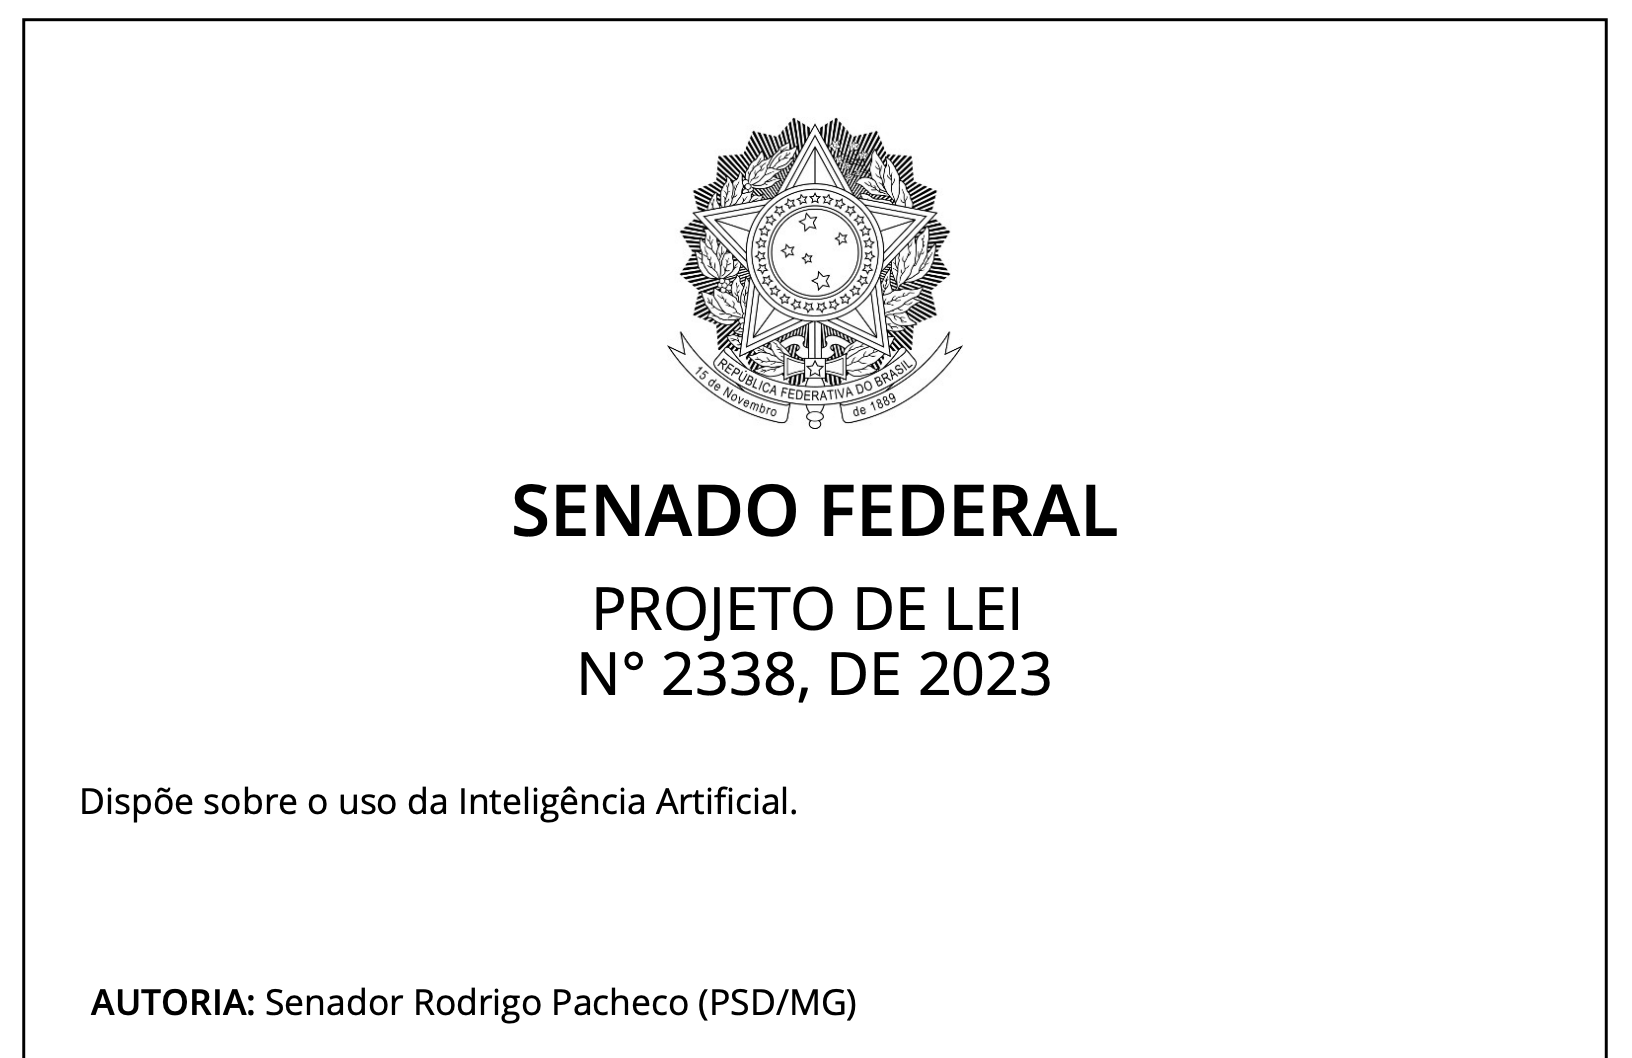 REPÚBLICA FEDERATIVA DO BRASIL
15 de Novembro de 1889
SENADO FEDERAL
PROJETO DE LEI
N° 2338, DE 2023
Dispõe sobre o uso da Inteligência Artificial.
AUTORIA: Senador Rodrigo Pacheco (PSD/MG)